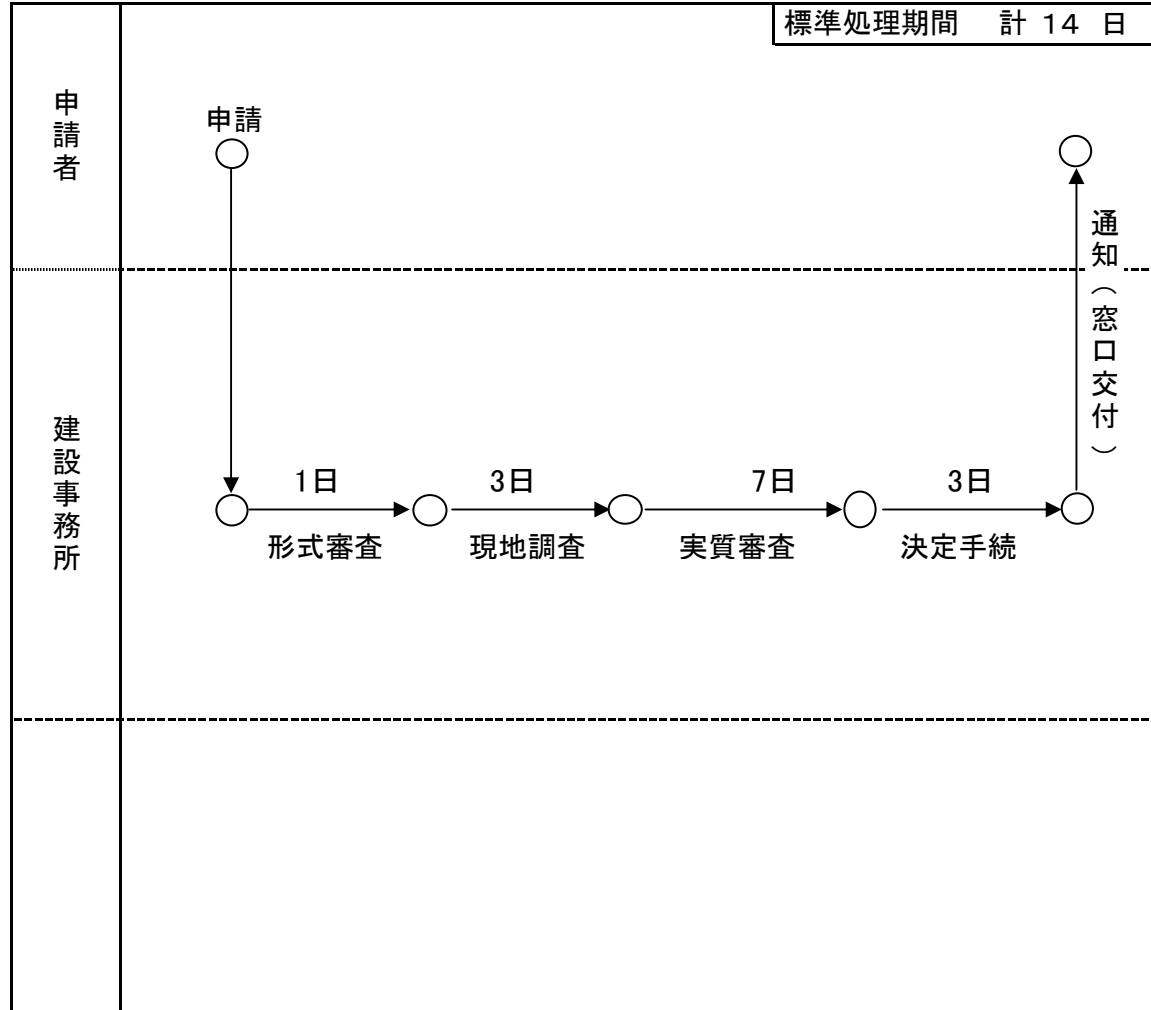 標準処理期間 計 14 日
申請者
申請
通知（窓口交付）
建設事務所
1日
3日
7日
3日
形式審査
現地調査
実質審査
決定手続